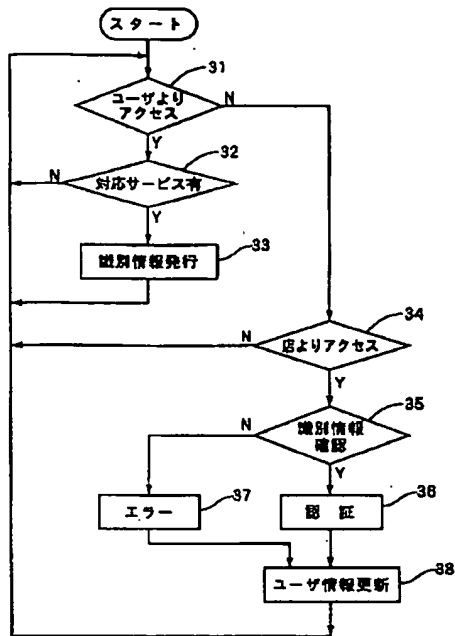 スタート
31
ユーザより
アクセス
N
Y
32
対応サービス有
N
Y
識別情報発行
33
34
店よりアクセス
N
Y
35
識別情報
確認
N
Y
エラー
37
認証
36
ユーザ情報更新
38